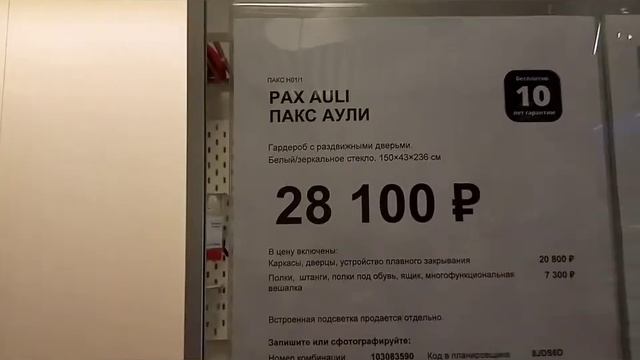 ПАКС Н01/1
PAX AULI
ПАКС АУЛИ
Бесплатно
10
лет гарантии
Гардероб с раздвижными дверьми.
Белый/зеркальное стекло. 150×43×236 см
28 100 ₽
В цену включены:
Каркасы, дверцы, устройство плавного закрывания 20 800 ₽
Полки, штанги, полки под обувь, ящик, многофункциональная 7 300 ₽
вешалка
Встроенная подсветка продается отдельно.
Запишите или сфотографируйте:
Номер комбинации 103083590 Код в планировщике